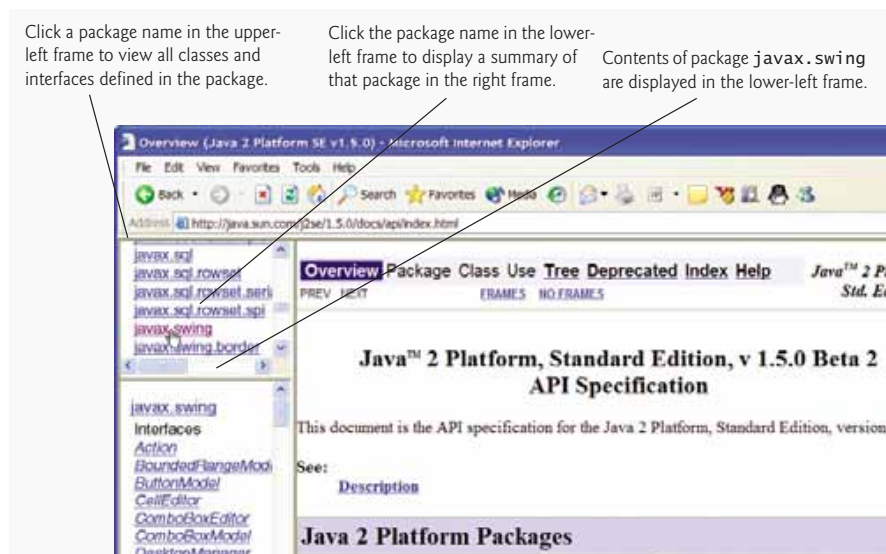 Click a package name in the upper-
left frame to view all classes and
interfaces defined in the package.
Click the package name in the lower-
left frame to display a summary of
that package in the right frame.
Contents of package javax.swing
are displayed in the lower-left frame.
Overview (Java 2 Platform SE v1.5.0) - Microsoft Internet Explorer
File Edit View Favorites Tools Help
Back Search Favorites Media
Address http://java.sun.com/j2se/1.5.0/docs/api/index.html
javax.sql
javax.sql.rowset
javax.sql.rowset.seri
javax.sql.rowset.spi
javax.swing
javax.swing.border
javax.swing
Interfaces
Action
BoundedRangeMod
ButtonModel
CellEditor
ComboBoxEditor
ComboBoxModel
DesktopManager
Overview Package Class Use Tree Deprecated Index Help
PREV NEXT FRAMES NO FRAMES
Java™ 2 Pl
Std. Ed
Java™ 2 Platform, Standard Edition, v 1.5.0 Beta 2
API Specification
This document is the API specification for the Java 2 Platform, Standard Edition, version
See:
Description
Java 2 Platform Packages